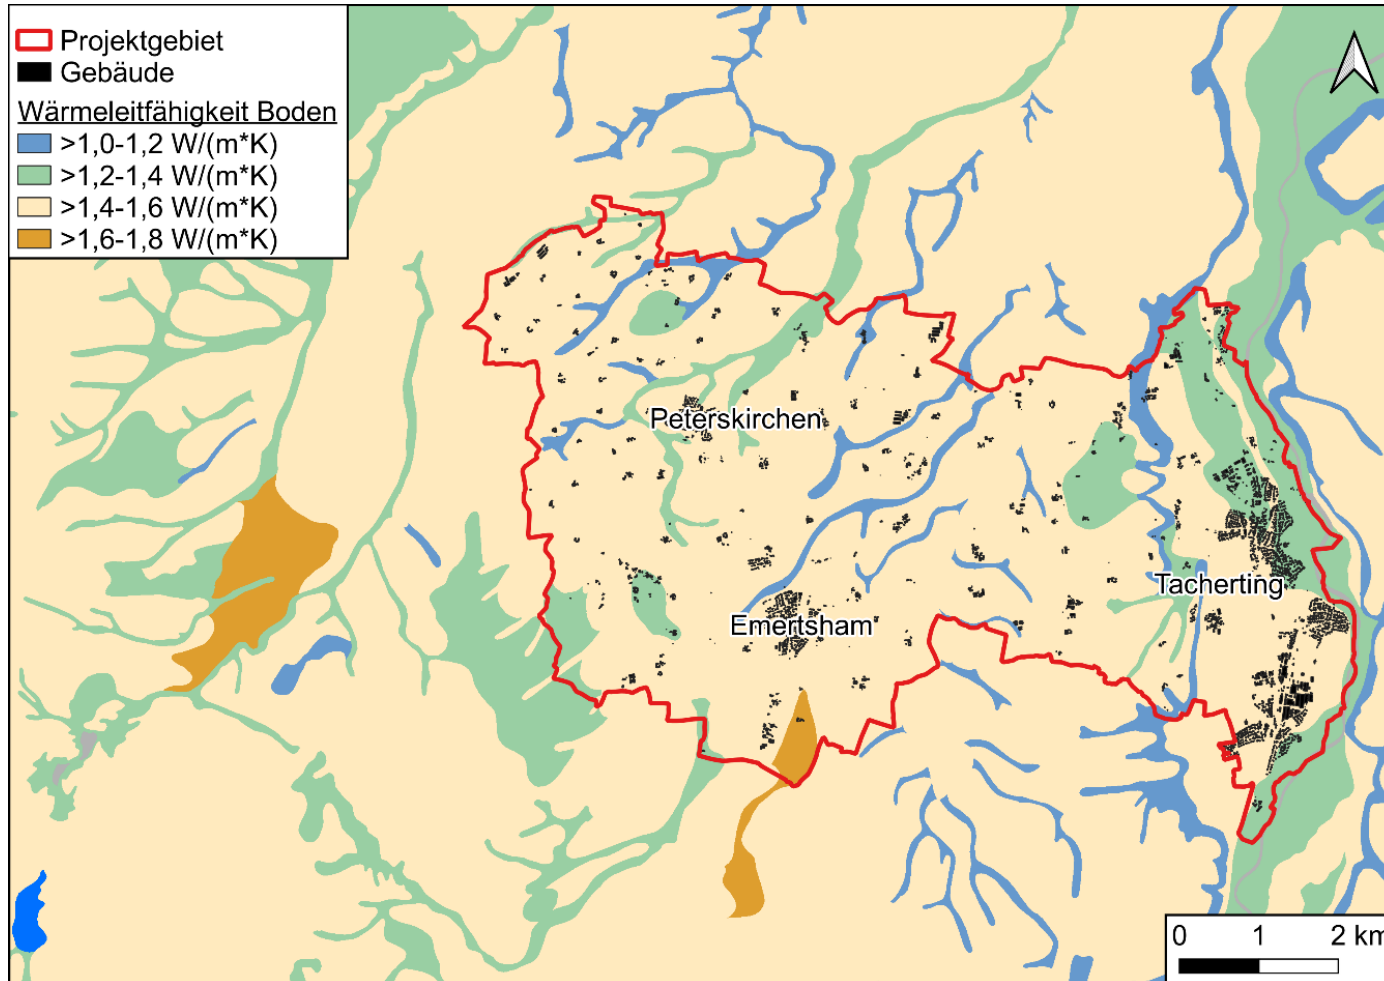 Projektgebiet
Gebäude
Wärmeleitfähigkeit Boden
>1,0-1,2 W/(m*K)
>1,2-1,4 W/(m*K)
>1,4-1,6 W/(m*K)
>1,6-1,8 W/(m*K)
Peterskirchen
Tacherting
Emertsham
0 1 2 km